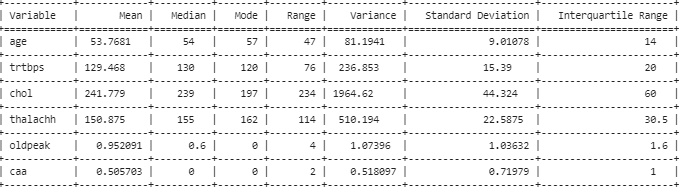 | Variable | Mean | Median | Mode | Range | Variance | Standard Deviation | Interquartile Range |
| age | 53.7681 | 54 | 57 | 47 | 81.1941 | 9.01078 | 14 |
| trtbps | 129.468 | 130 | 120 | 76 | 236.853 | 15.39 | 20 |
| chol | 241.779 | 239 | 197 | 234 | 1964.62 | 44.324 | 60 |
| thalachh | 150.875 | 155 | 162 | 114 | 510.194 | 22.5875 | 30.5 |
| oldpeak | 0.952091 | 0.6 | 0 | 4 | 1.07396 | 1.03632 | 1.6 |
| caa | 0.505703 | 0 | 0 | 2 | 0.518097 | 0.71979 | 1 |